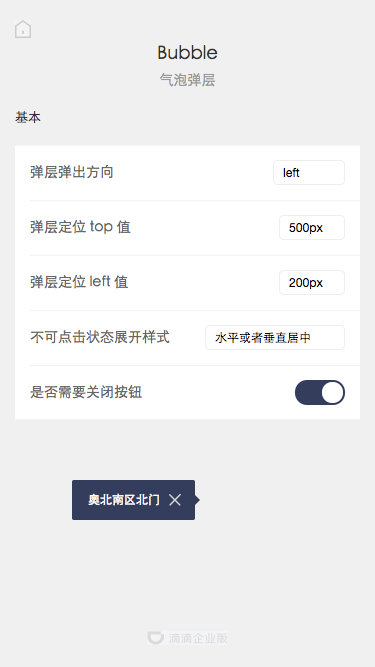 Bubble
气泡弹层
基本
弹层弹出方向 left
弹层定位 top 值 500px
弹层定位 left 值 200px
不可点击状态展开样式 水平或者垂直居中
是否需要关闭按钮
奥北南区北门
滴滴企业版